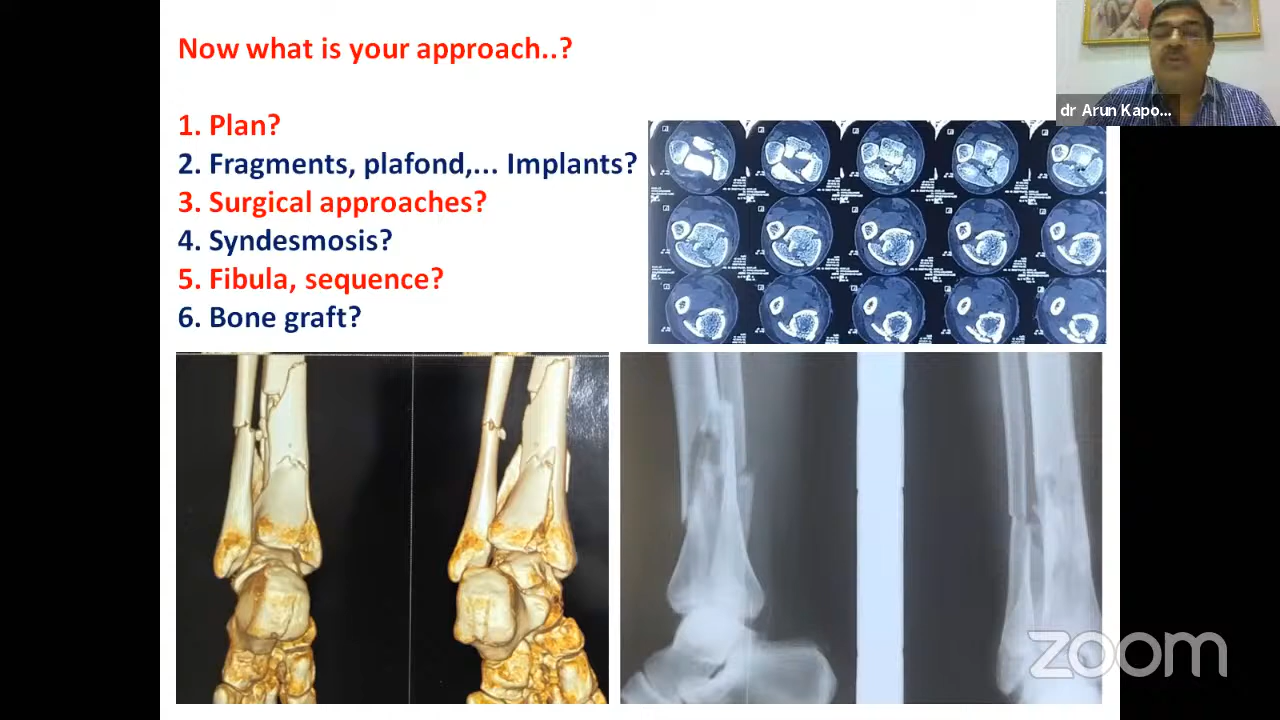 Now what is your approach..?
1. Plan?
2. Fragments, plafond,... Implants?
3. Surgical approaches?
4. Syndesmosis?
5. Fibula, sequence?
6. Bone graft?
dr Arun Kapo...
zoom